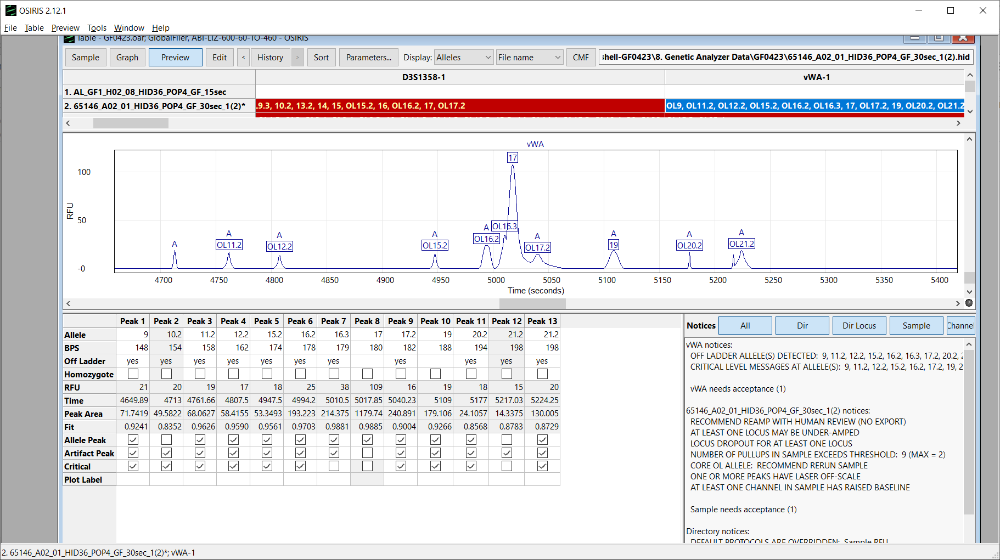 OSIRIS 2.12.1
File Table Preview Tools Window Help
Table - GF0423.oar; GlobalFiler, ABI-LIZ-600-60-TO-460 - OSIRIS
Sample Graph Preview Edit < History > Sort Parameters... Display: Alleles File name CMF shell-GF0423\8. Genetic Analyzer Data\GF0423\65146_A02_01_HID36_POP4_GF_30sec_1(2).hid
D3S1358-1 vWA-1
1. AL_GF1_H02_08_HID36_POP4_GF_15sec
2. 65146_A02_01_HID36_POP4_GF_30sec_1(2)* L9.3, 10.2, 13.2, 14, 15, OL15.2, 16, OL16.2, 17, OL17.2 OL9, OL11.2, OL12.2, OL15.2, OL16.2, OL16.3, 17, OL17.2, 19, OL20.2, OL21.2
vWA
17
100
RFU
50
OL16.3
A A A A A A A A A A
OL11.2 OL12.2 OL15.2 OL16.2 OL17.2 19 OL20.2 OL21.2
-0
4700 4750 4800 4850 4900 4950 5000 5050 5100 5150 5200 5250 5300 5350 5400
Time (seconds)
Peak 1 Peak 2 Peak 3 Peak 4 Peak 5 Peak 6 Peak 7 Peak 8 Peak 9 Peak 10 Peak 11 Peak 12 Peak 13
Allele 9 10.2 11.2 12.2 15.2 16.2 16.3 17 17.2 19 20.2 21.2 21.2
BPS 148 154 158 162 174 178 179 180 182 188 194 198 198
Off Ladder yes yes yes yes yes yes yes yes yes yes yes
Homozygote
RFU 21 20 19 17 18 25 38 109 16 19 18 15 20
Time 4649.89 4713 4761.66 4807.5 4947.5 4994.2 5010.5 5017.85 5040.23 5109 5177 5217.03 5224.25
Peak Area 71.7419 49.5822 68.0627 58.4155 53.3493 193.223 214.375 1179.74 240.891 179.106 24.1057 14.3375 130.005
Fit 0.9241 0.8352 0.9626 0.9590 0.9561 0.9703 0.9881 0.9885 0.9004 0.9266 0.8568 0.8783 0.8729
Allele Peak
Artifact Peak
Critical
Plot Label
Notices All Dir Dir Locus Sample Channel
vWA notices:
OFF LADDER ALLELE(S) DETECTED: 9, 11.2, 12.2, 15.2, 16.2, 16.3, 17.2, 20.2,
CRITICAL LEVEL MESSAGES AT ALLELE(S): 9, 11.2, 12.2, 15.2, 16.2, 17.2, 19, 2
vWA needs acceptance (1)
65146_A02_01_HID36_POP4_GF_30sec_1(2) notices:
RECOMMEND REAMP WITH HUMAN REVIEW (NO EXPORT)
AT LEAST ONE LOCUS MAY BE UNDER-AMPED
LOCUS DROPOUT FOR AT LEAST ONE LOCUS
NUMBER OF PULLUPS IN SAMPLE EXCEEDS THRESHOLD: 9 (MAX = 2)
CORE OL ALLELE: RECOMMEND RERUN SAMPLE
ONE OR MORE PEAKS HAVE LASER OFF-SCALE
AT LEAST ONE CHANNEL IN SAMPLE HAS RAISED BASELINE
Sample needs acceptance (1)
Directory notices:
DEFAULT PROTOCOLS ARE OVERRIDDEN: Sample RFU
2. 65146_A02_01_HID36_POP4_GF_30sec_1(2)*; vWA-1